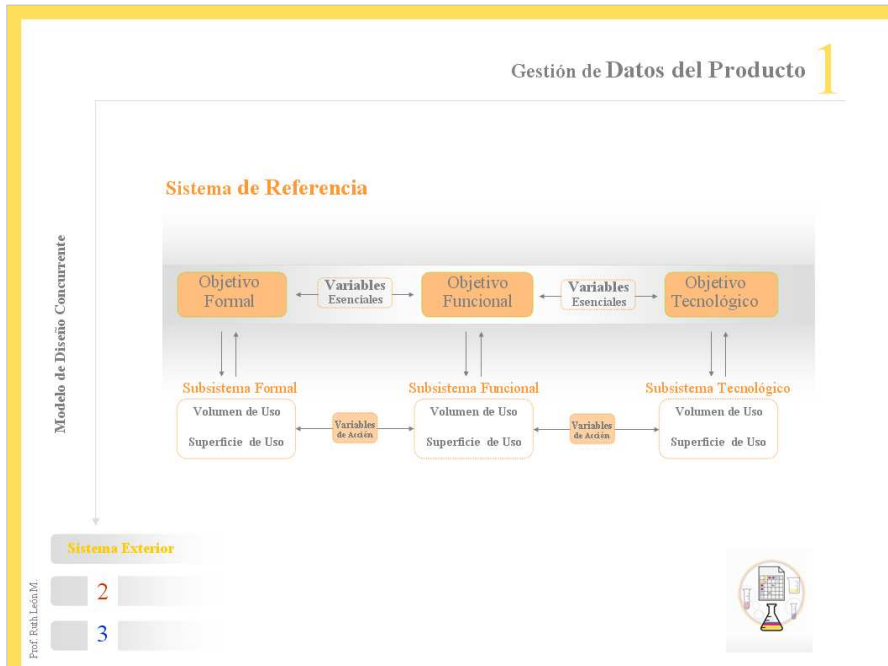 Gestión de Datos del Producto 1
Sistema de Referencia
Modelo de Diseño Concurrente
Objetivo
Formal
Variables
Esenciales
Objetivo
Funcional
Variables
Esenciales
Objetivo
Tecnológico
Subsistema Formal
Subsistema Funcional
Subsistema Tecnológico
Volumen de Uso
Superficie de Uso
Variables
de Acción
Volumen de Uso
Superficie de Uso
Variables
de Acción
Volumen de Uso
Superficie de Uso
Sistema Exterior
2
3
Prof. Ruth León M.